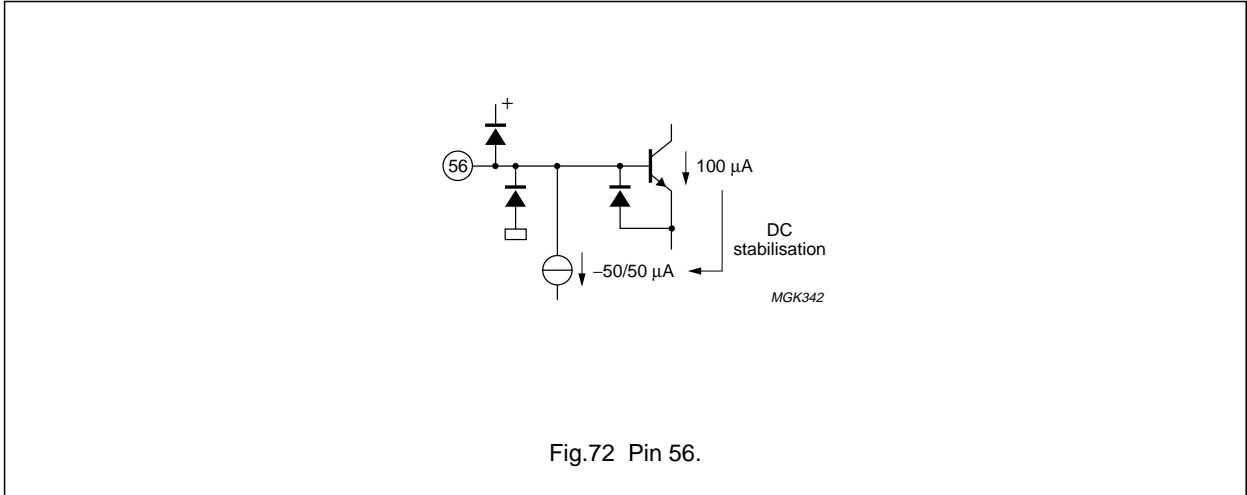 +
56
100 µA
DC
stabilisation
−50/50 µA
MGK342
Fig.72 Pin 56.